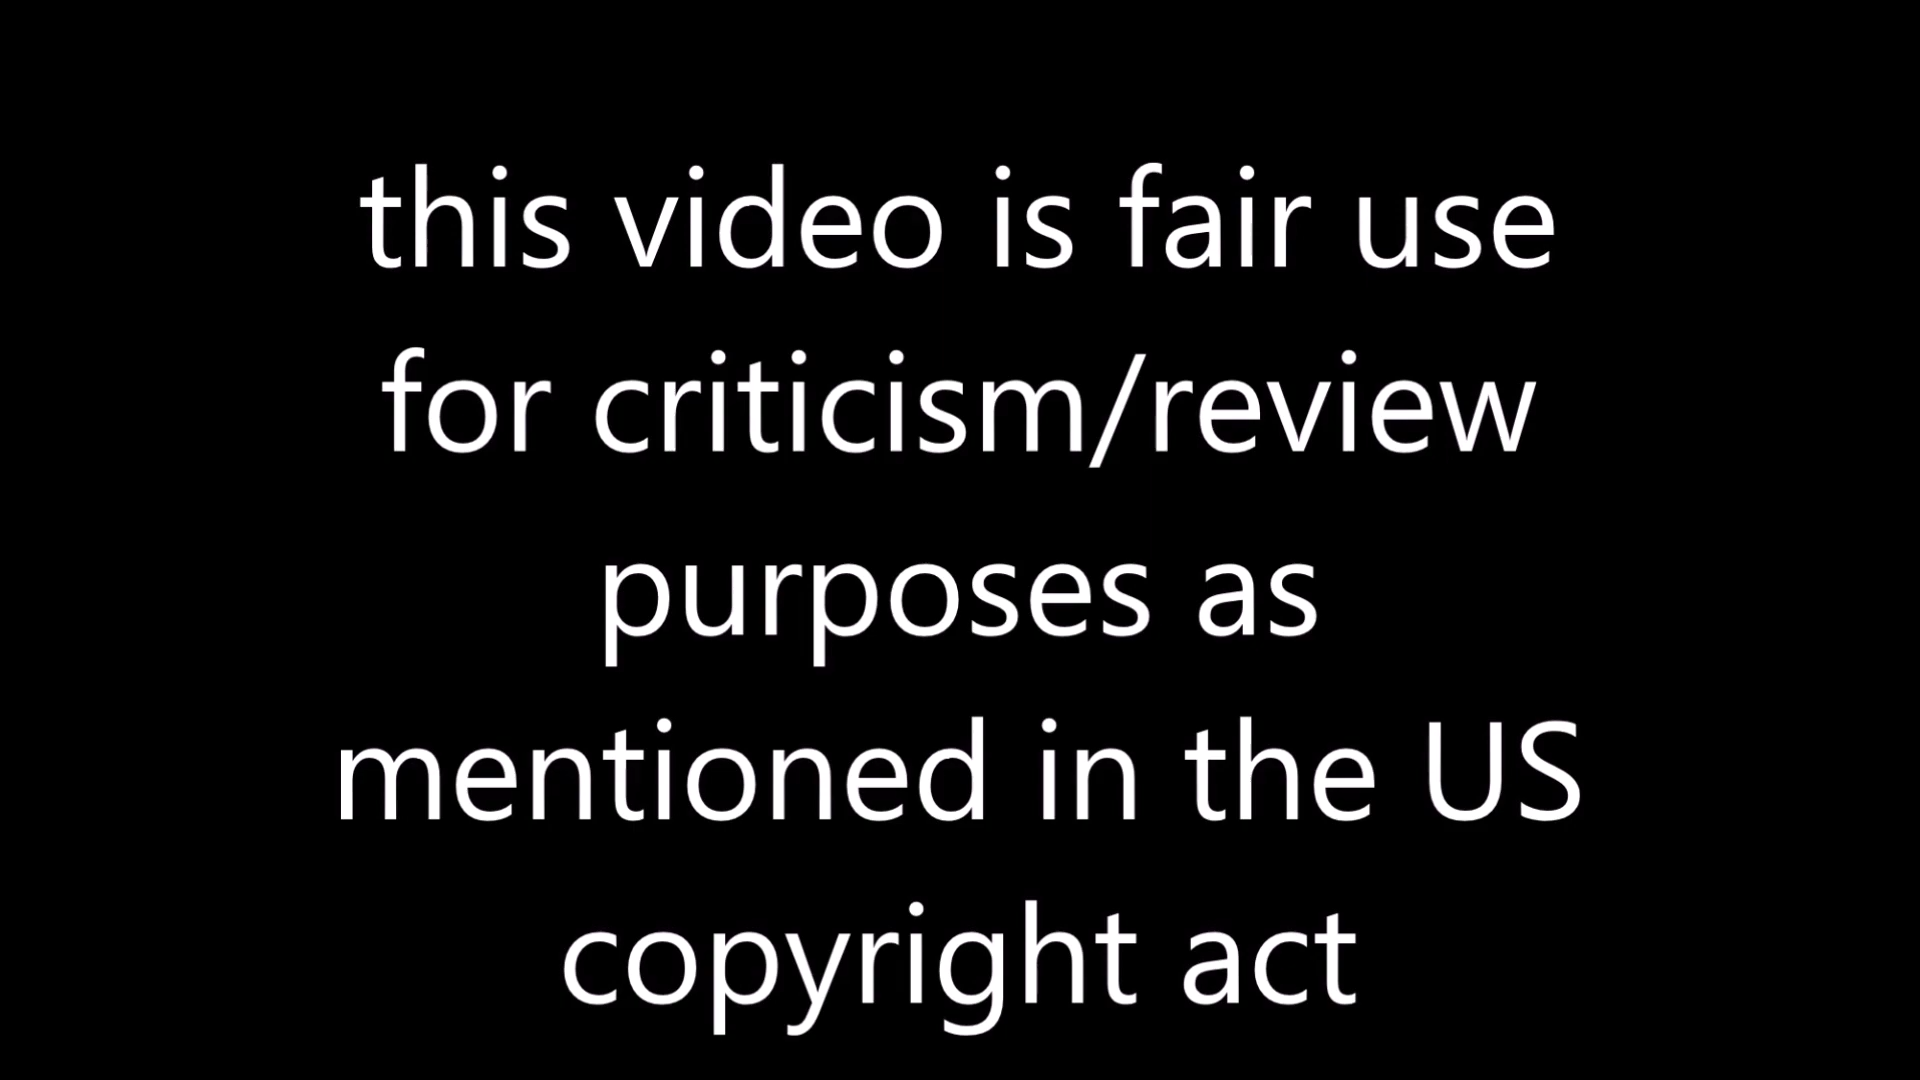 this video is fair use
for criticism/review
purposes as
mentioned in the US
copyright act